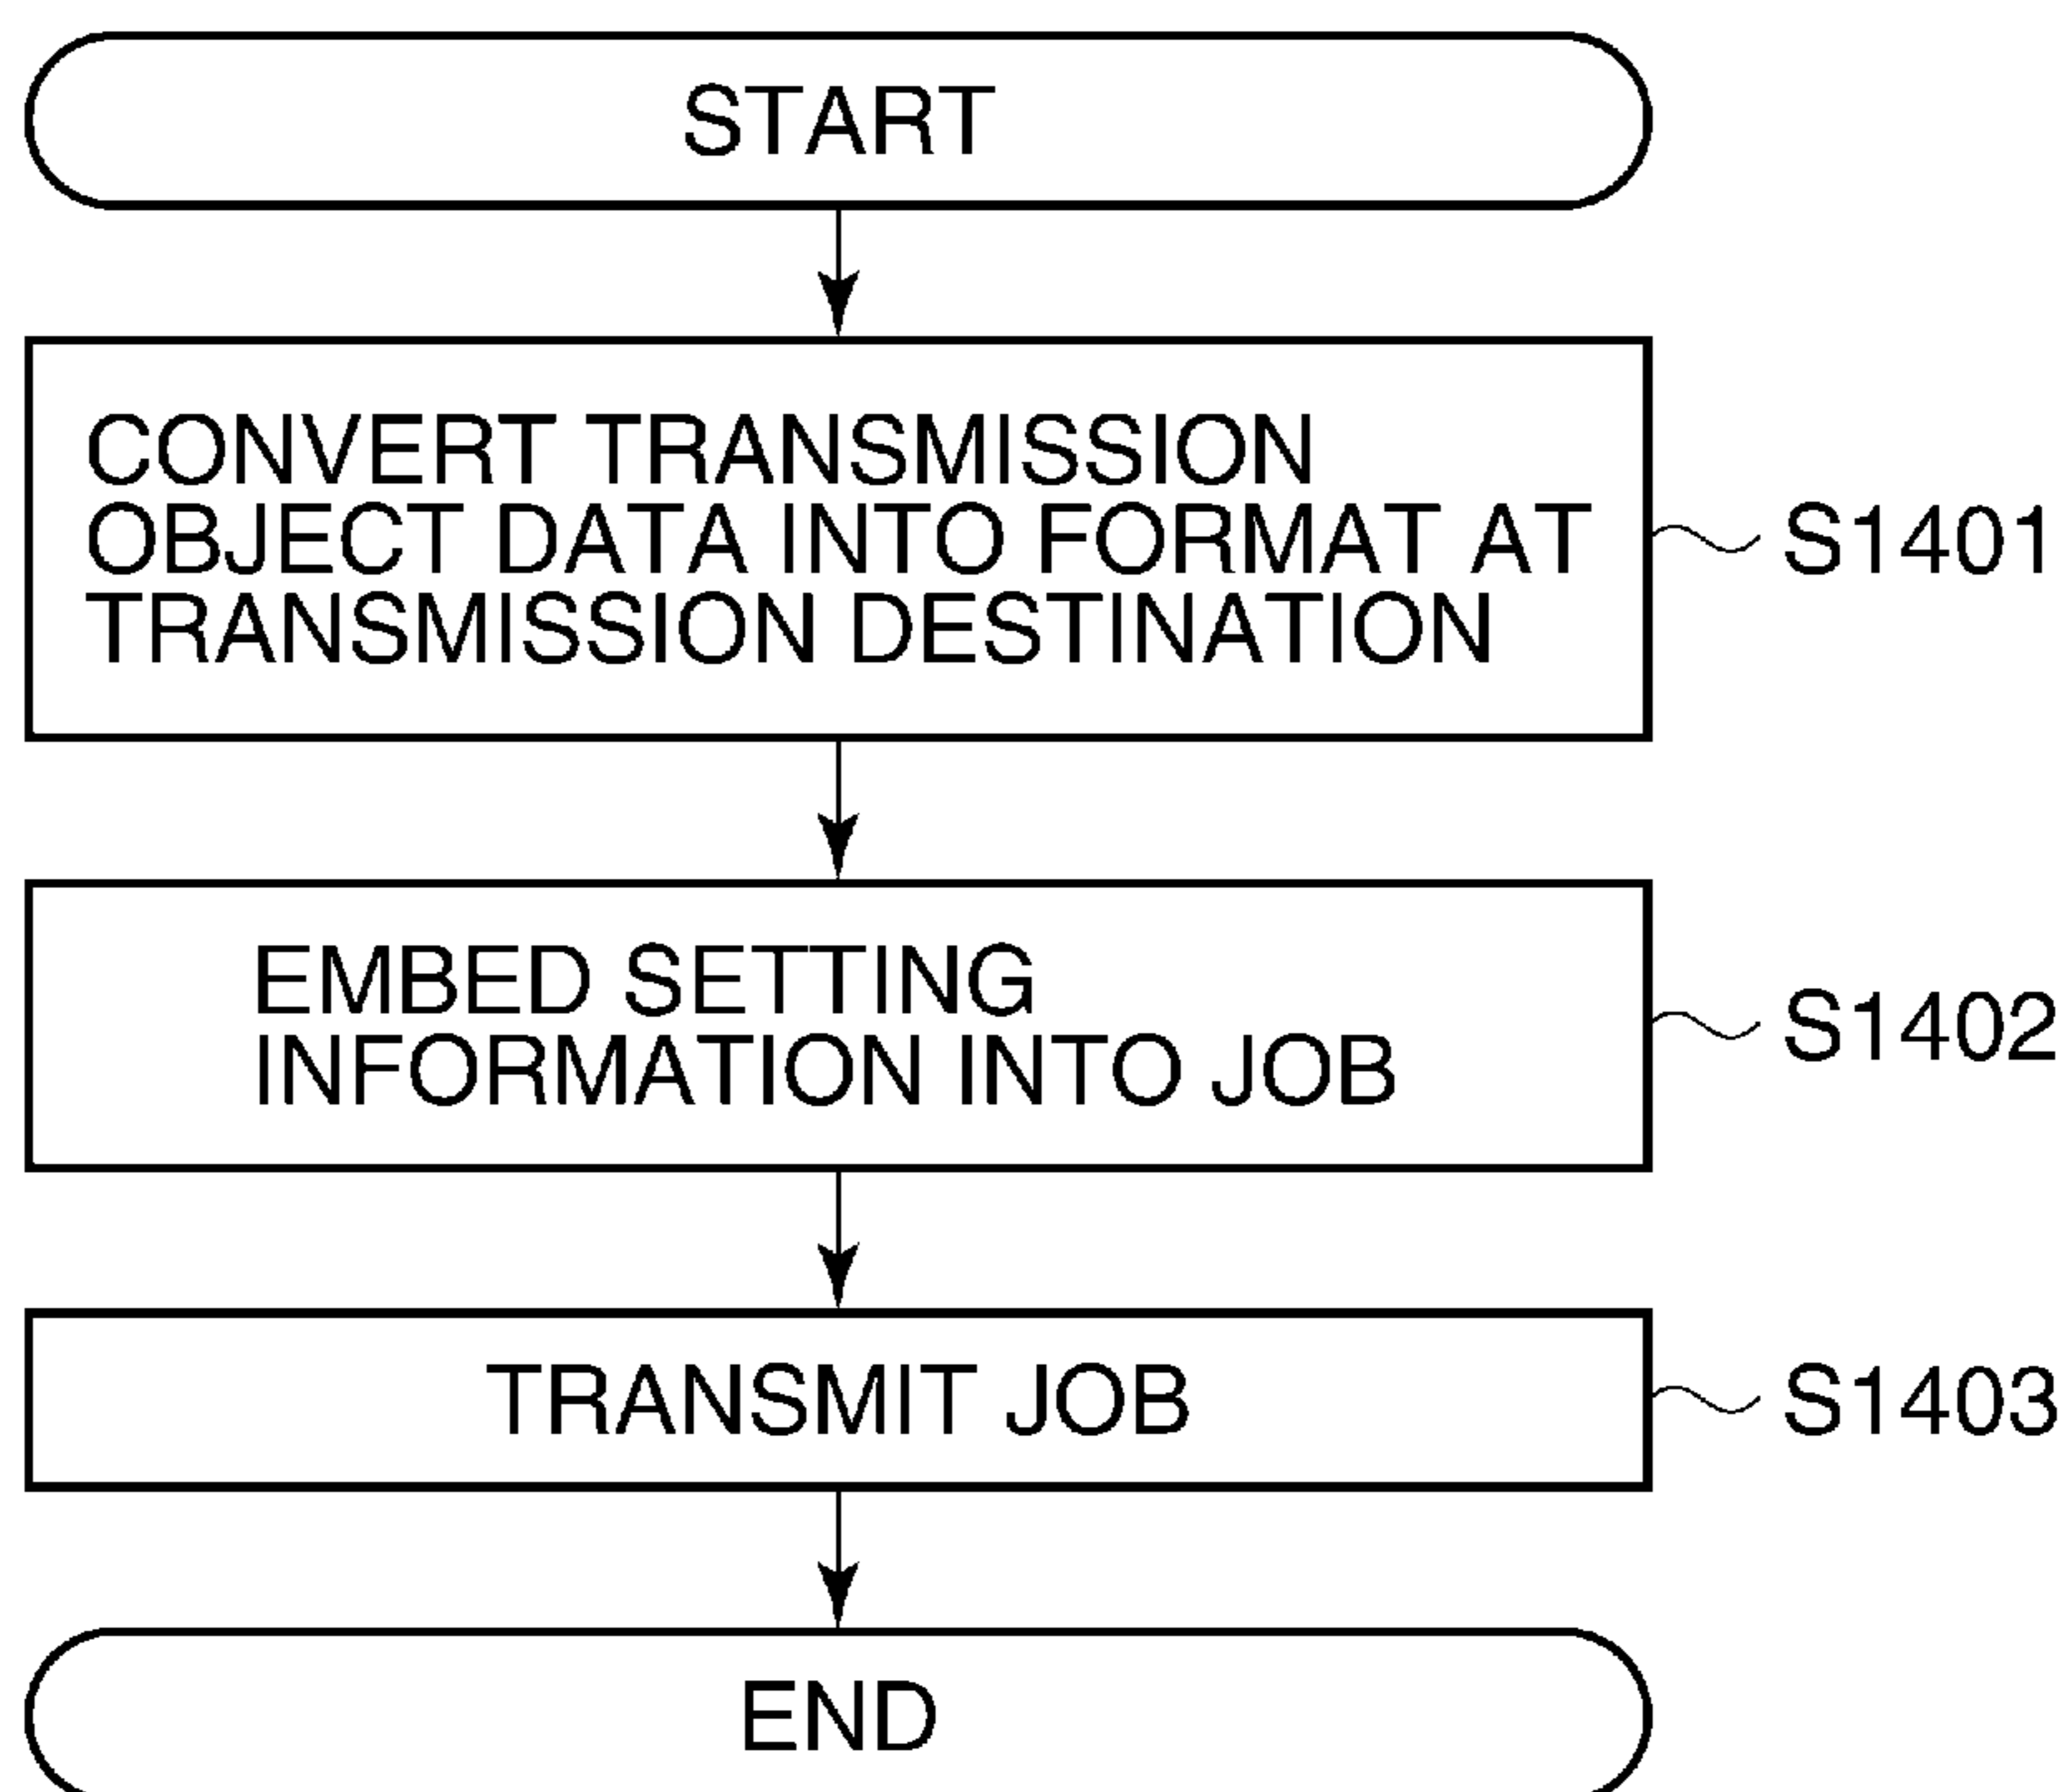 START
CONVERT TRANSMISSION
OBJECT DATA INTO FORMAT AT
TRANSMISSION DESTINATION
S1401
EMBED SETTING
INFORMATION INTO JOB
S1402
TRANSMIT JOB
S1403
END